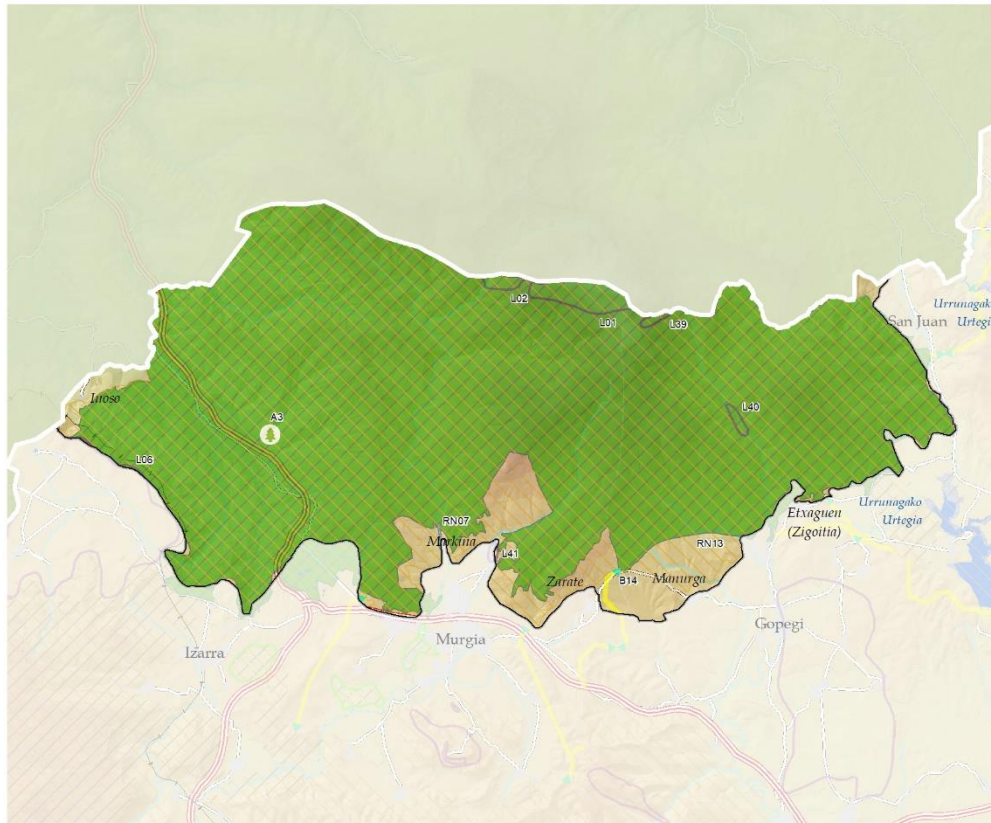 L02
L01
L39
Urrunagako
Urtegia
San Juan
Iñoso
A3
L40
L06
Urrunagako
Urtegia
Etxaguen
(Zigoitia)
RN07
Markina
RN13
L41
Zarate
B14
Manurga
Gopegi
Murgia
Izarra